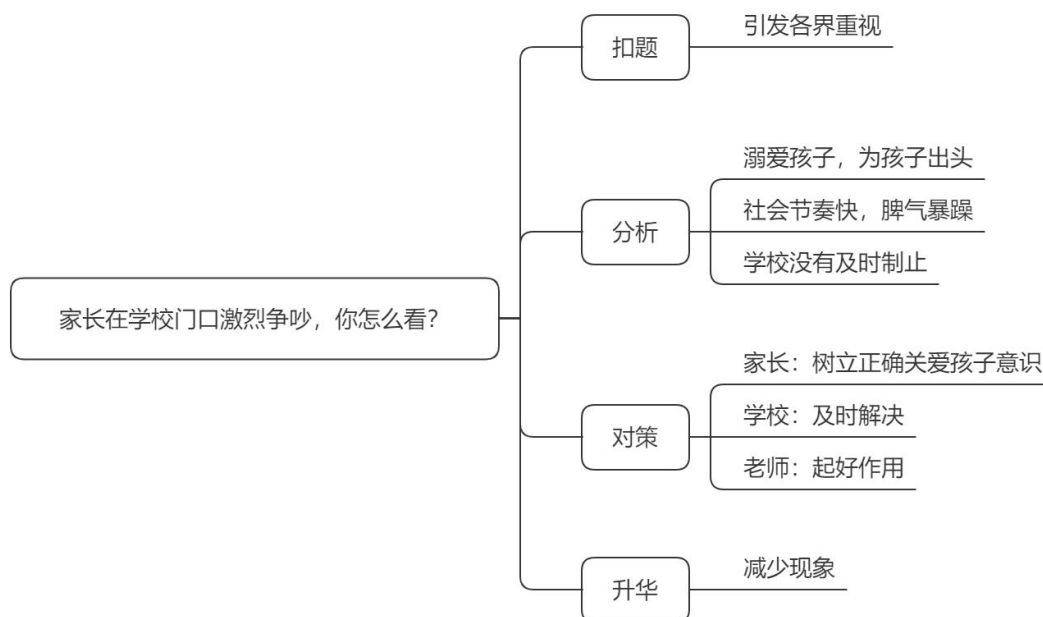 家长在学校门口激烈争吵，你怎么看？
扣题
引发各界重视
分析
溺爱孩子，为孩子出头
社会节奏快，脾气暴躁
学校没有及时制止
对策
家长：树立正确关爱孩子意识
学校：及时解决
老师：起好作用
升华
减少现象